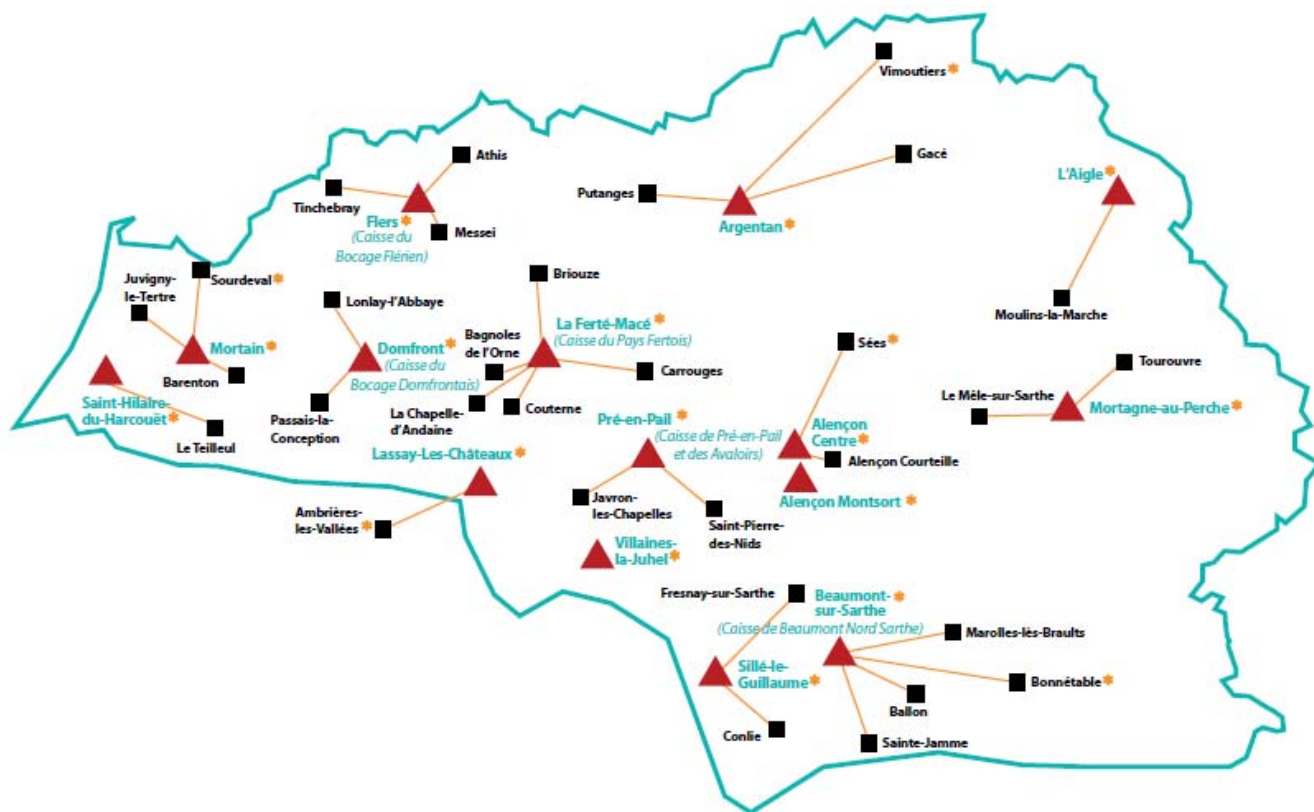 Vimoutiers *
Athis
Gacé
L'Aigle *
Tinchebray
Putanges
Flers *
(Caisse du
Bocage Flérien)
Messei
Argentan *
Juvigny-
le-Tertre
Sourdeval *
Briouze
Lonlay-l'Abbaye
Moulins-la-Marche
La Ferté-Macé *
(Caisse du Pays Fertois)
Mortain *
Domfront *
(Caisse du
Bocage Domfrontais)
Bagnoles
de l'Orne
Sées *
Tourouvre
Barenton
Carrouges
Le Mêle-sur-Sarthe
Mortagne-au-Perche *
Saint-Hilaire-
du-Harcouët *
Passais-la-
Conception
La Chapelle-
d'Andaine
Couterne
Pré-en-Pail *
(Caisse de Pré-en-Pail
et des Avaloirs)
Alençon
Centre *
Le Teilleul
Lassay-Les-Châteaux *
Alençon Courteille
Alençon Montsort *
Ambrières-
les-Vallées *
Javron-
les-Chapelles
Saint-Pierre-
des-Nids
Villaines-
la-Juhel *
Fresnay-sur-Sarthe
Beaumont- *
sur-Sarthe
(Caisse de Beaumont Nord Sarthe)
Marolles-lès-Braults
Sillé-le-
Guillaume *
Bonnétable *
Ballon
Conlie
Sainte-Jamme